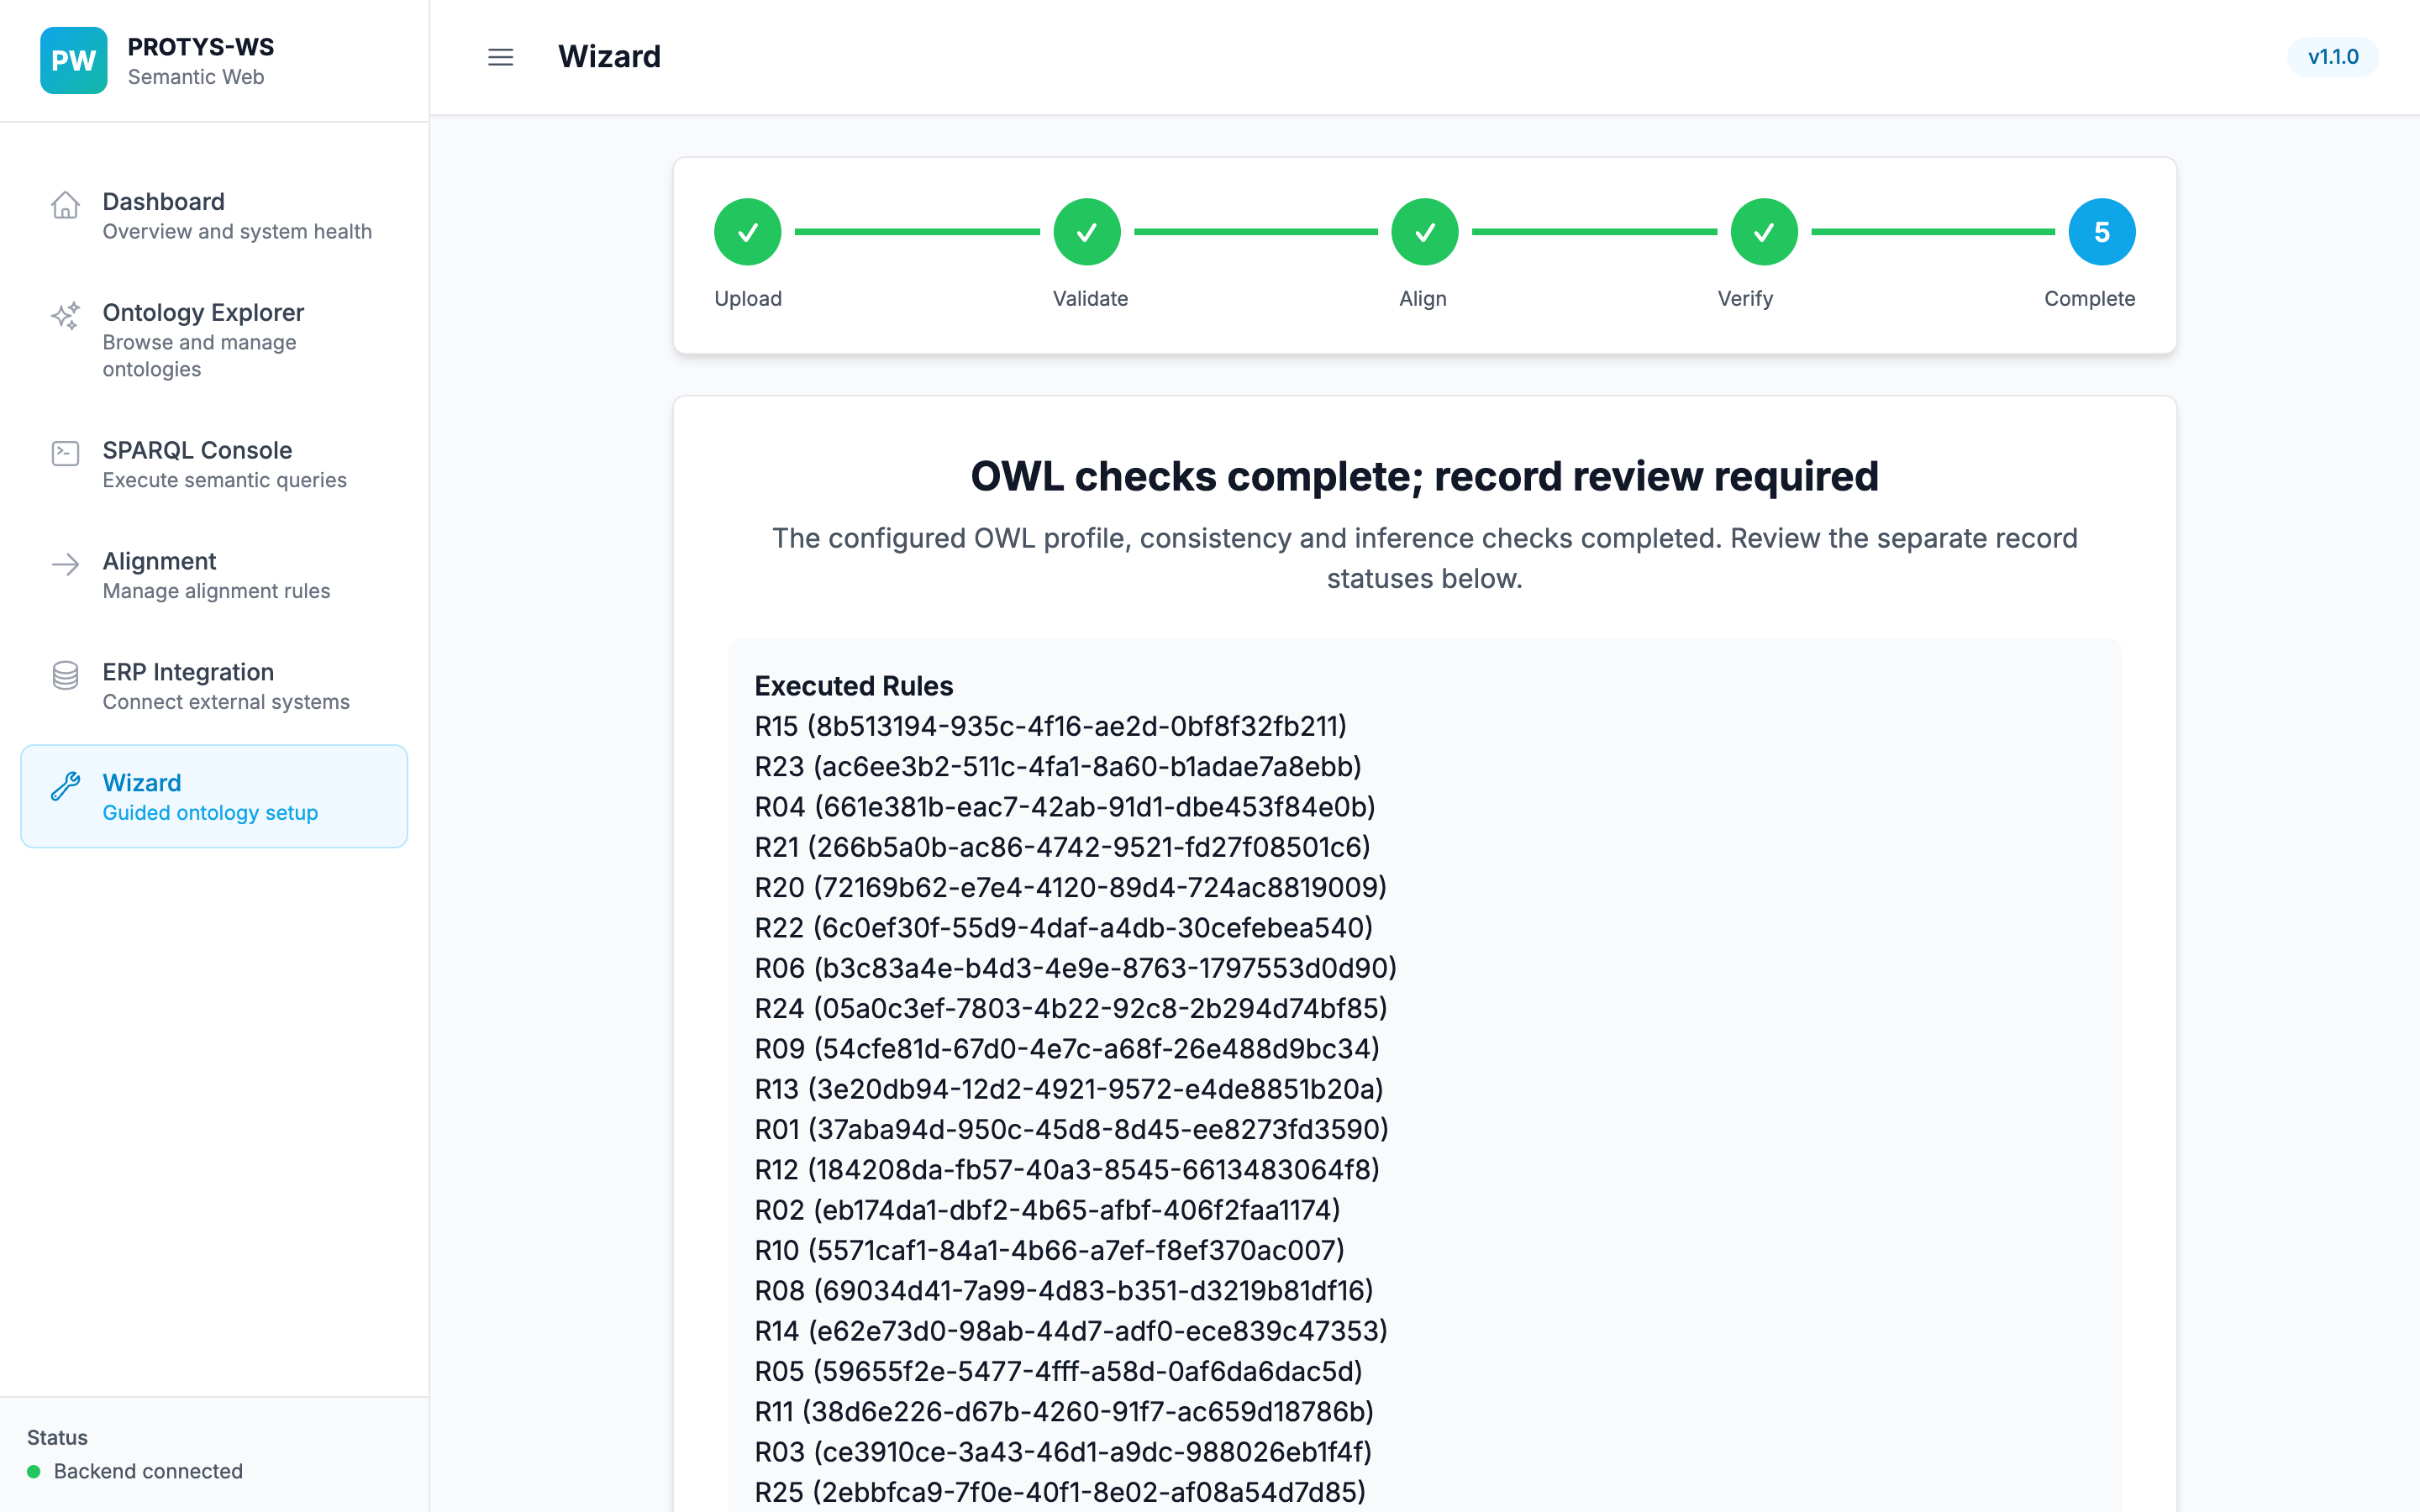 PW
PROTYS-WS
Semantic Web
Dashboard
Overview and system health
Ontology Explorer
Browse and manage
ontologies
SPARQL Console
Execute semantic queries
Alignment
Manage alignment rules
ERP Integration
Connect external systems
Wizard
Guided ontology setup
Status
Backend connected
Wizard
v1.1.0
5
Upload
Validate
Align
Verify
Complete
OWL checks complete; record review required
The configured OWL profile, consistency and inference checks completed. Review the separate record
statuses below.
Executed Rules
R15 (8b513194-935c-4f16-ae2d-0bf8f32fb211)
R23 (ac6ee3b2-511c-4fa1-8a60-b1adae7a8ebb)
R04 (661e381b-eac7-42ab-91d1-dbe453f84e0b)
R21 (266b5a0b-ac86-4742-9521-fd27f08501c6)
R20 (72169b62-e7e4-4120-89d4-724ac8819009)
R22 (6c0ef30f-55d9-4daf-a4db-30cefebea540)
R06 (b3c83a4e-b4d3-4e9e-8763-1797553d0d90)
R24 (05a0c3ef-7803-4b22-92c8-2b294d74bf85)
R09 (54cfe81d-67d0-4e7c-a68f-26e488d9bc34)
R13 (3e20db94-12d2-4921-9572-e4de8851b20a)
R01 (37aba94d-950c-45d8-8d45-ee8273fd3590)
R12 (184208da-fb57-40a3-8545-6613483064f8)
R02 (eb174da1-dbf2-4b65-afbf-406f2faa1174)
R10 (5571caf1-84a1-4b66-a7ef-f8ef370ac007)
R08 (69034d41-7a99-4d83-b351-d3219b81df16)
R14 (e62e73d0-98ab-44d7-adf0-ece839c47353)
R05 (59655f2e-5477-4fff-a58d-0af6da6dac5d)
R11 (38d6e226-d67b-4260-91f7-ac659d18786b)
R03 (ce3910ce-3a43-46d1-a9dc-988026eb1f4f)
R25 (2ebbfca9-7f0e-40f1-8e02-af08a54d7d85)